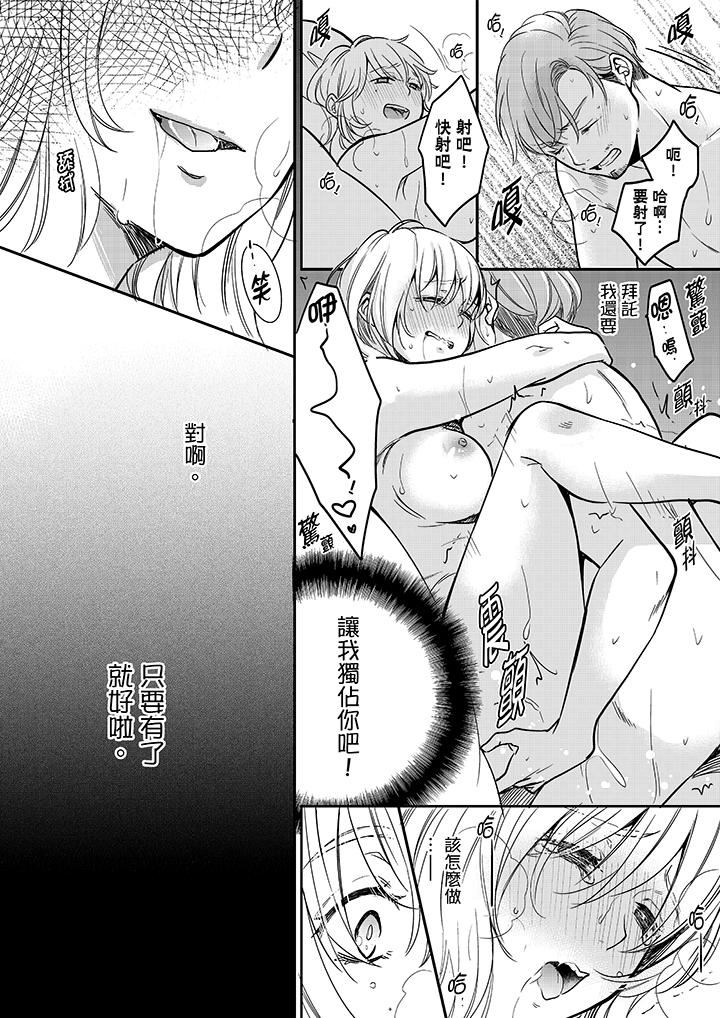 嘎
哈!
呃!
哈啊…
要射了!
哈!
嘎
哈!
射吧!
快射吧!
哈!
嘎
驚顫
嗯…嗚
拜託
我還要
顫抖
咿
!♡♡
驚顫
顫抖
震顫
讓我獨佔你吧!
哈!
哈!
該怎麼做
………
哈!
哈!
舔拭
笑…
對啊。
只要有了
就好啦。